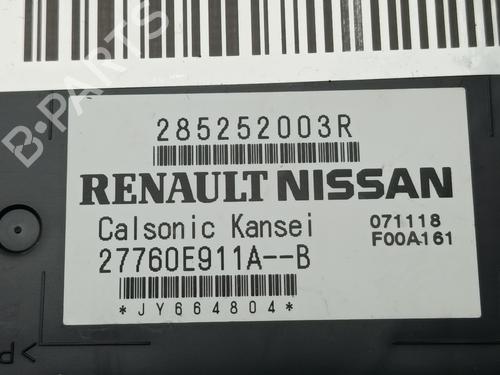 B-PARTS
285252003R
RENAULT NISSAN
Calsonic Kansei
071118
27760E911A--B
F00A161
*JY664804*
>P